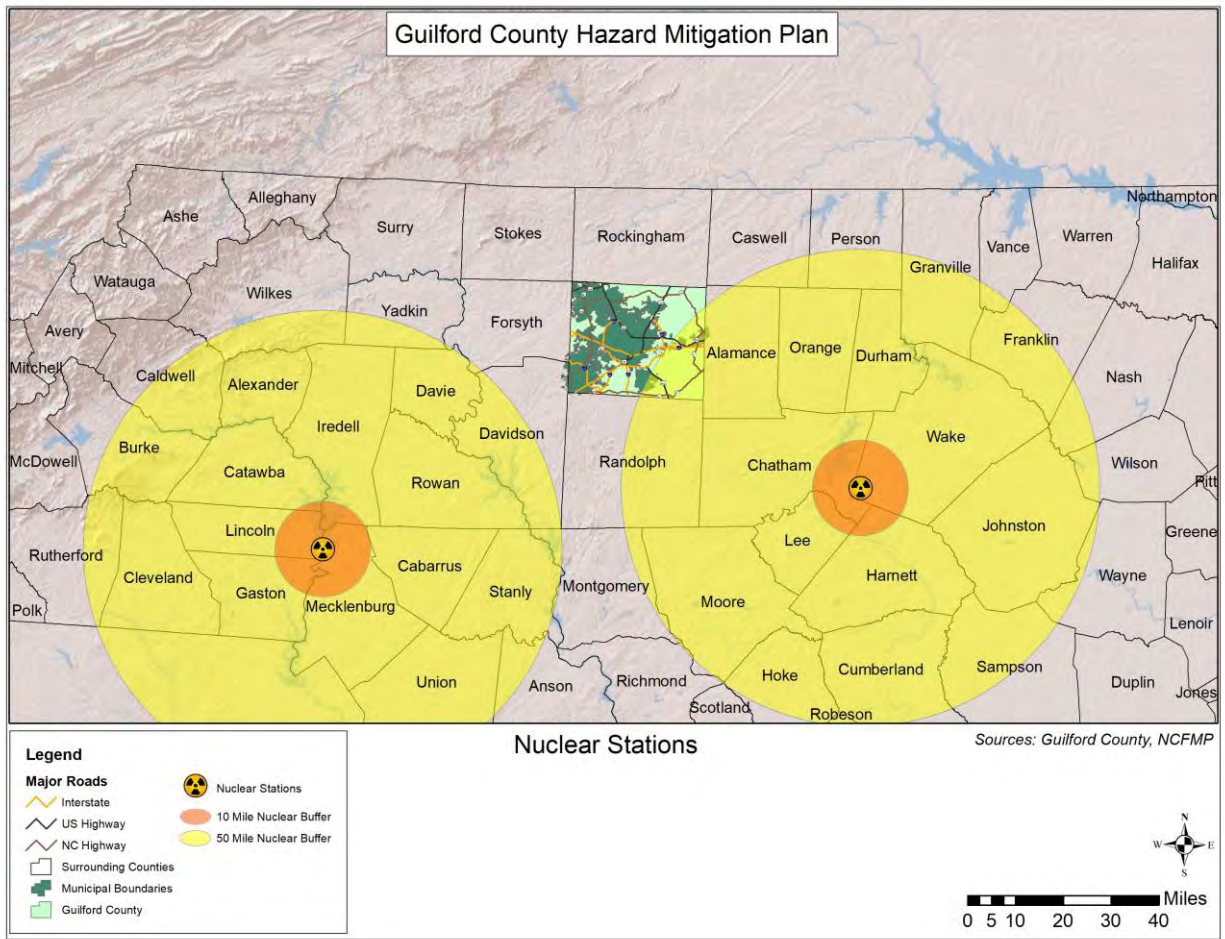 Guilford County Hazard Mitigation Plan
Northampton
Alleghany
Ashe
Surry
Stokes
Rockingham
Caswell
Person
Vance
Warren
Halifax
Granville
Watauga
Wilkes
Yadkin
Forsyth
Avery
Mitchell
Caldwell
Alexander
Davie
Alamance
Orange
Durham
Franklin
Nash
Iredell
Davidson
Burke
McDowell
Catawba
Rowan
Randolph
Chatham
Wake
Wilson
Pitt
Lincoln
Johnston
Greene
Rutherford
Cleveland
Gaston
Mecklenburg
Cabarrus
Stanly
Montgomery
Lee
Harnett
Moore
Wayne
Polk
Lenoir
Union
Anson
Richmond
Scotland
Hoke
Cumberland
Robeson
Sampson
Duplin
Jones
Nuclear Stations
Sources: Guilford County, NCFMP
Legend
Major Roads
Interstate
US Highway
NC Highway
Surrounding Counties
Municipal Boundaries
Guilford County
Nuclear Stations
10 Mile Nuclear Buffer
50 Mile Nuclear Buffer
N
W E
S
Miles
0 5 10 20 30 40